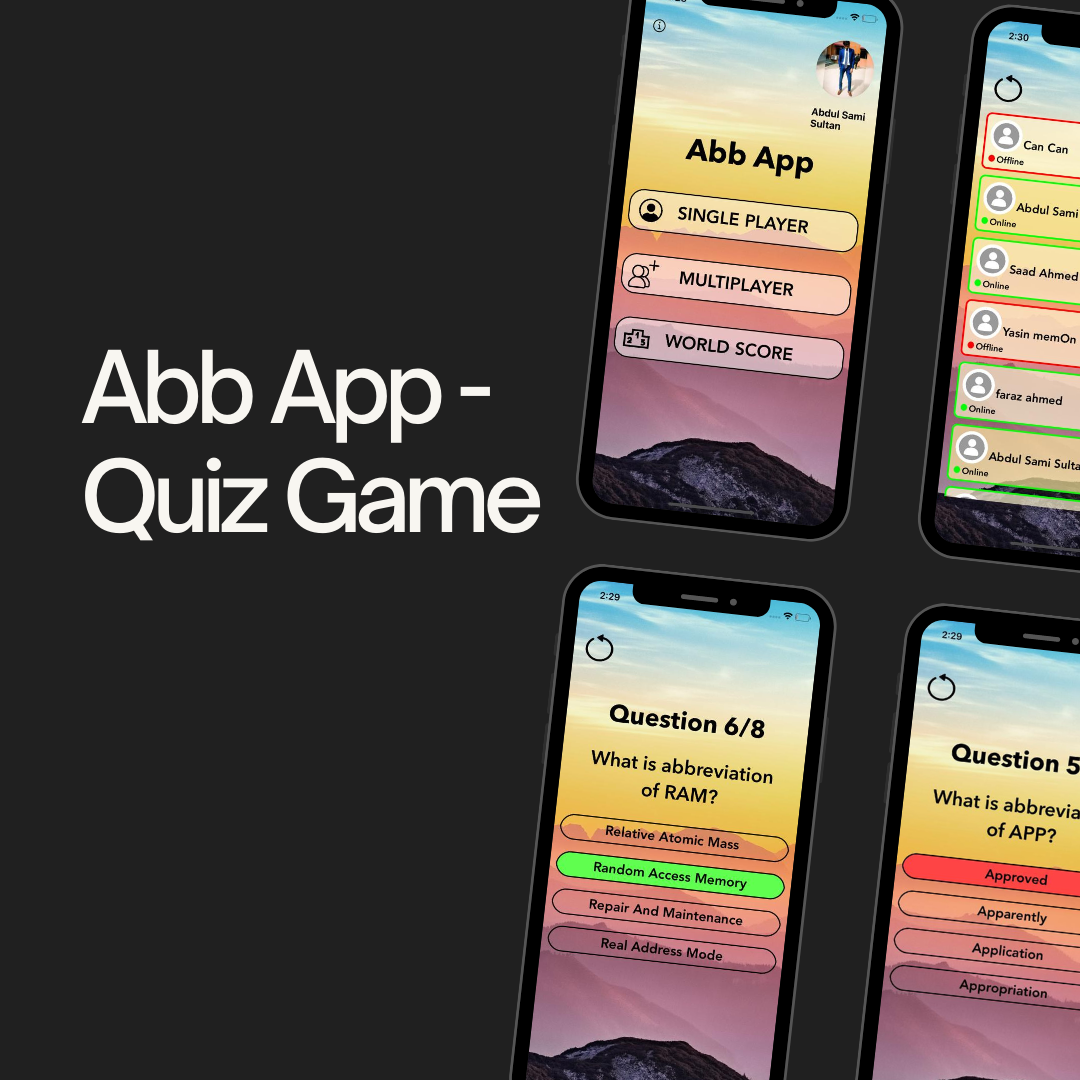 Abb App -
Quiz Game
Abdul Sami
Sultan
Abb App
SINGLE PLAYER
MULTIPLAYER
WORLD SCORE
2:30
Can Can
Offline
Abdul Sami
Online
Saad Ahmed
Online
Yasin memOn
Offline
faraz ahmed
Online
Abdul Sami Sulta
Online
2:29
Question 6/8
What is abbreviation
of RAM?
Relative Atomic Mass
Random Access Memory
Repair And Maintenance
Real Address Mode
2:29
Question 5
What is abbrevia
of APP?
Approved
Apparently
Application
Appropriation